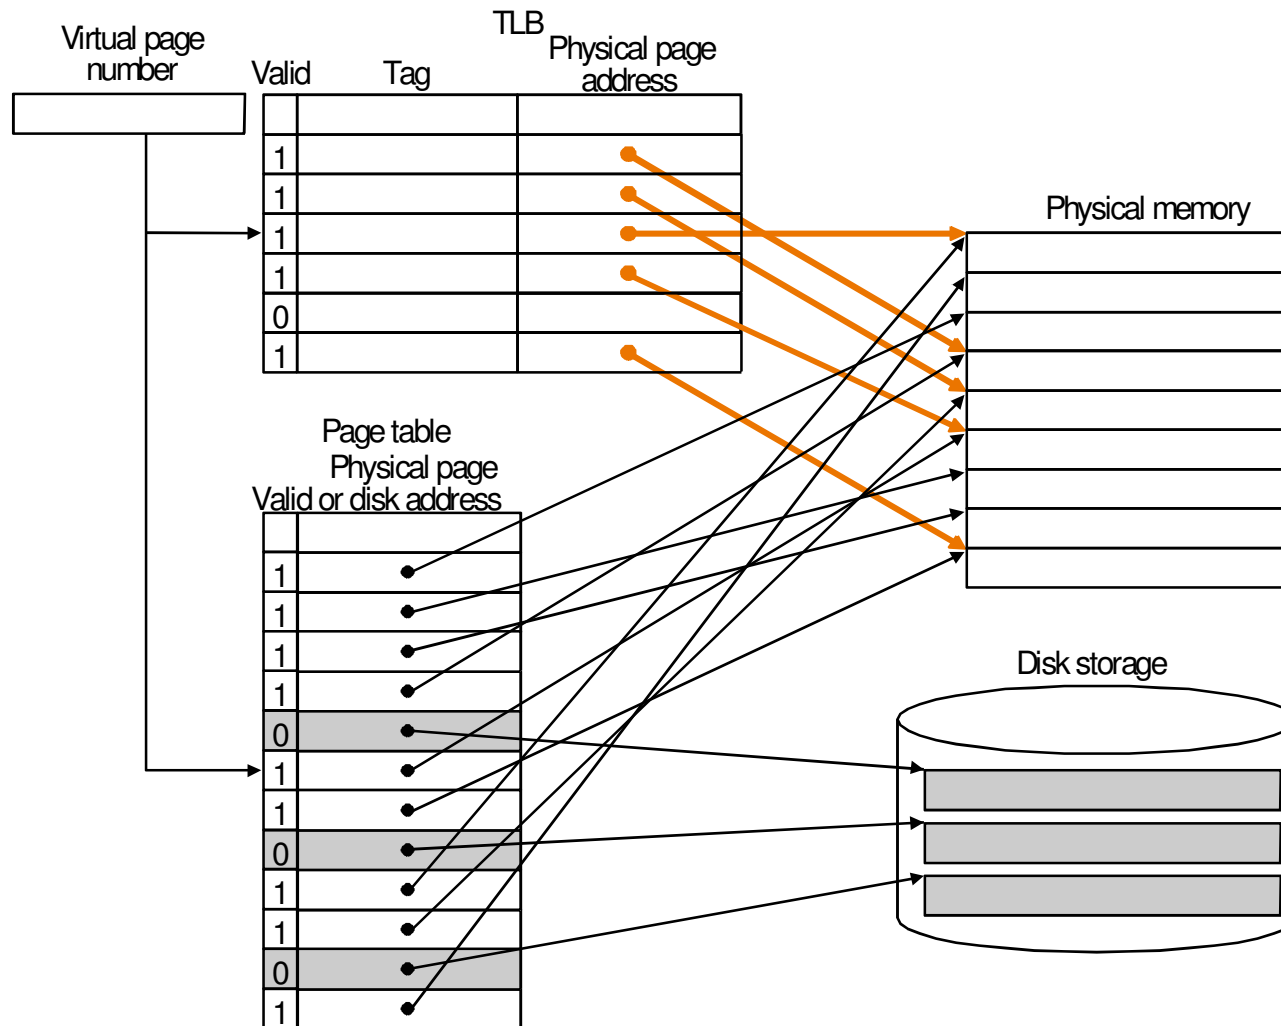 TLB
Virtual page
number
Physical page
address
Valid
Tag
1
1
1
1
0
1
Physical memory
Page table
Physical page
Valid or disk address
1
1
1
1
0
1
1
0
1
1
0
1
Disk storage